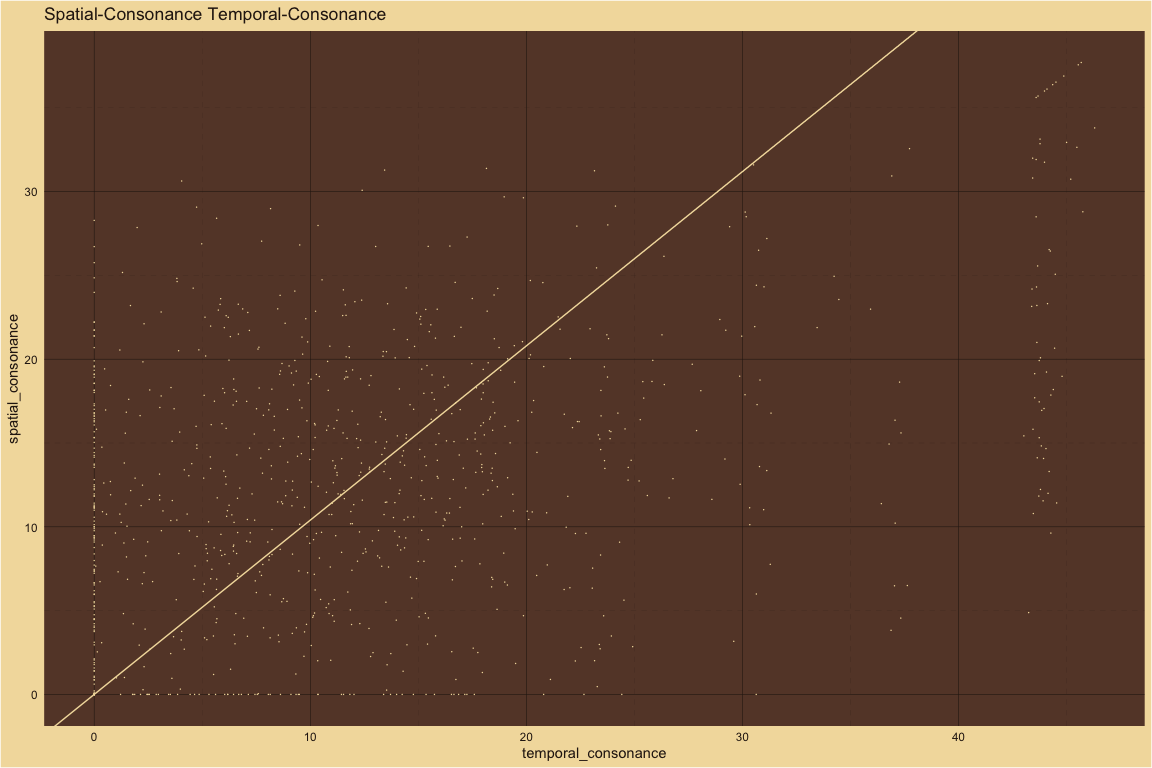 Spatial-Consonance Temporal-Consonance
spatial_consonance
30
20
10
0
0 10 20 30 40
temporal_consonance